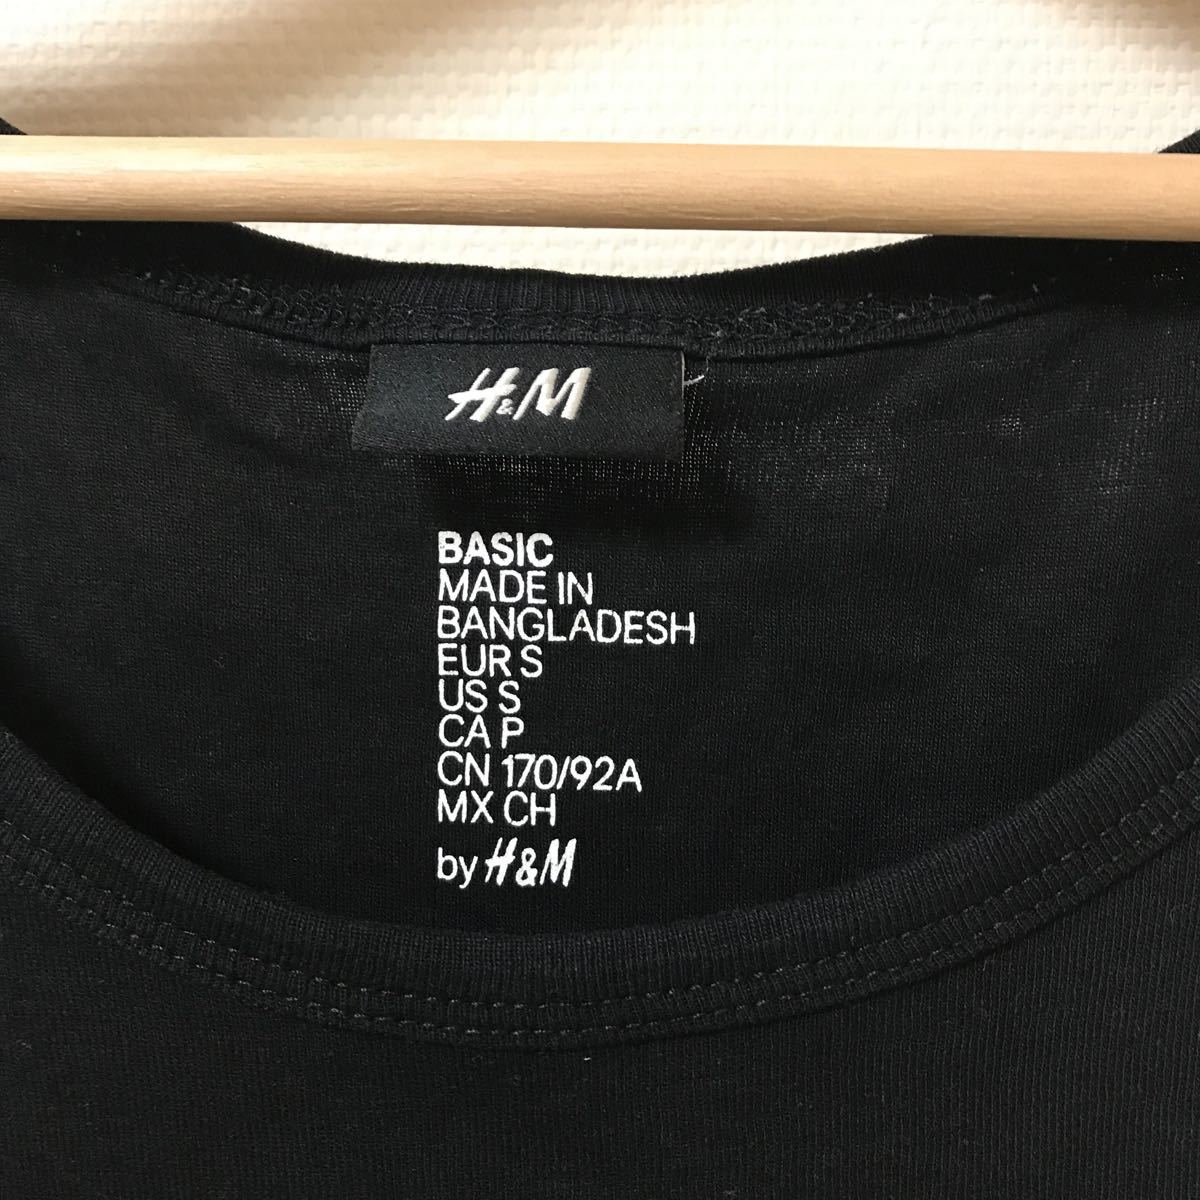 H&M
BASIC
MADE IN
BANGLADESH
EUR S
US S
CA P
CN 170/92A
MX CH
by H&M